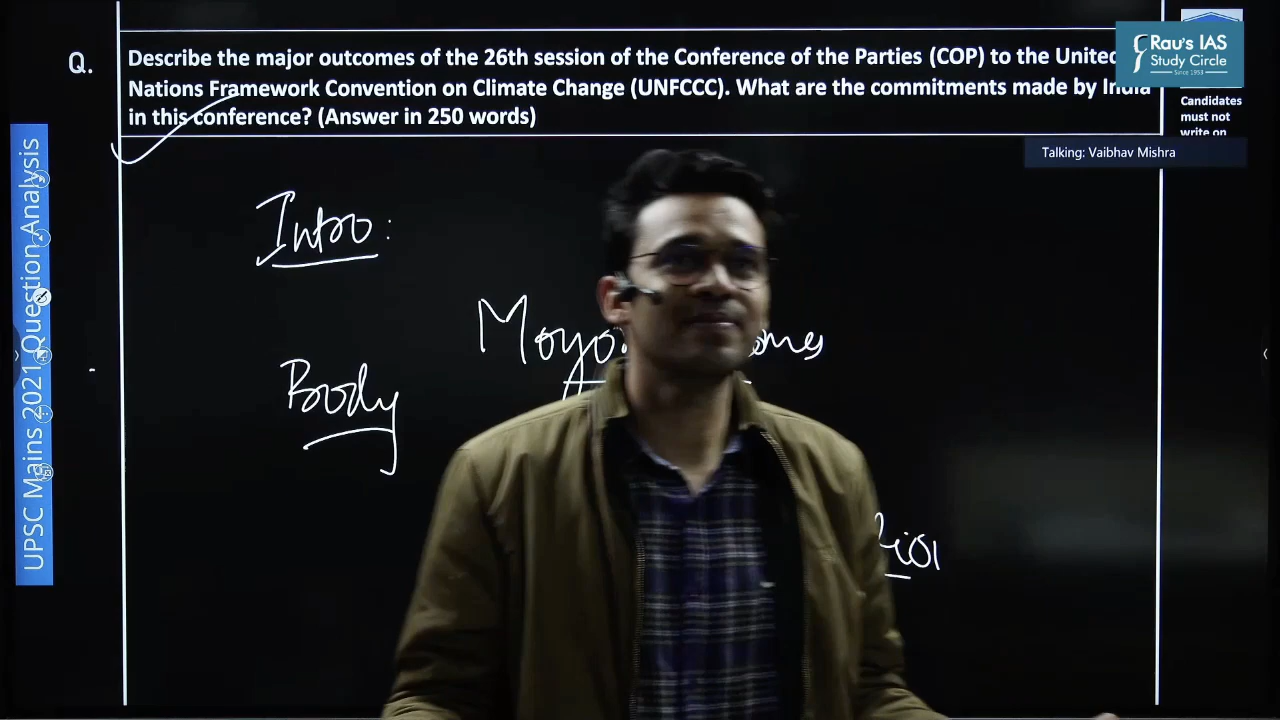 Q.
Describe the major outcomes of the 26th session of the Conference of the Parties (COP) to the United
Nations Framework Convention on Climate Change (UNFCCC). What are the commitments made by India
in this conference? (Answer in 250 words)
Rau's IAS
Study Circle
Since 1953
Candidates
must not
write on
Talking: Vaibhav Mishra
UPSC Mains 2021 Question Analysis
Intro:
Body